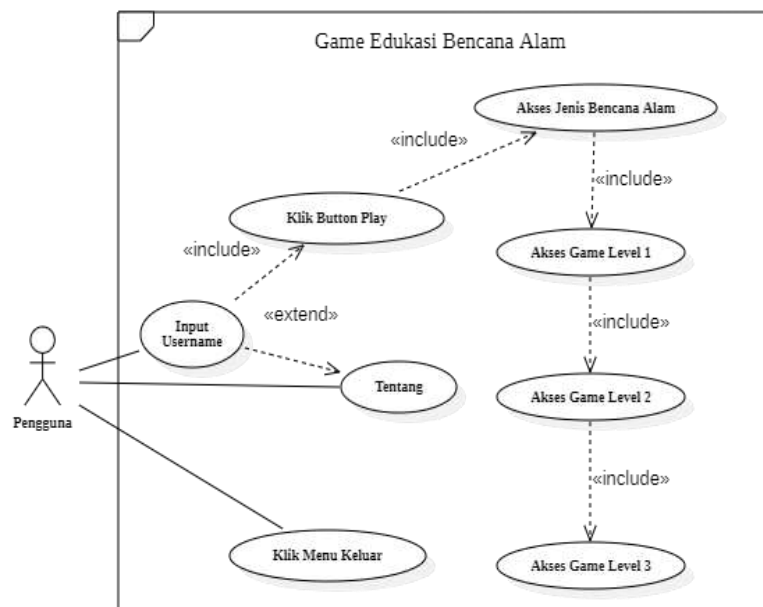 Game Edukasi Bencana Alam
Akses Jenis Bencana Alam
«include»
«include»
Klik Button Play
«include»
Akses Game Level 1
«extend»
Input
Username
«include»
Tentang
Akses Game Level 2
Pengguna
«include»
Klik Menu Keluar
Akses Game Level 3